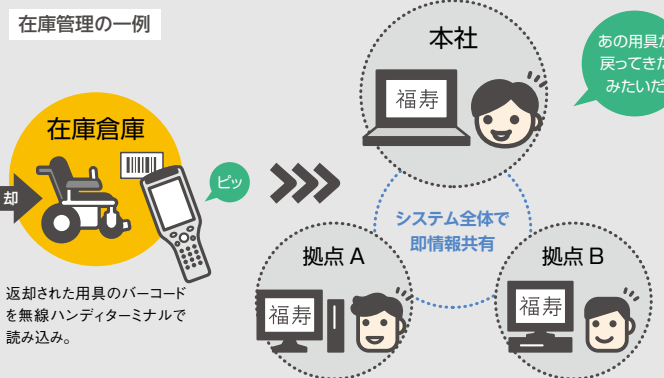 在庫管理の一例
本社
福寿
あの用具が
戻ってきた
みたいだ
在庫倉庫
却
ピッ
システム全体で
即情報共有
拠点 A
福寿
拠点 B
福寿
返却された用具のバーコード
を無線ハンディターミナルで
読み込み。